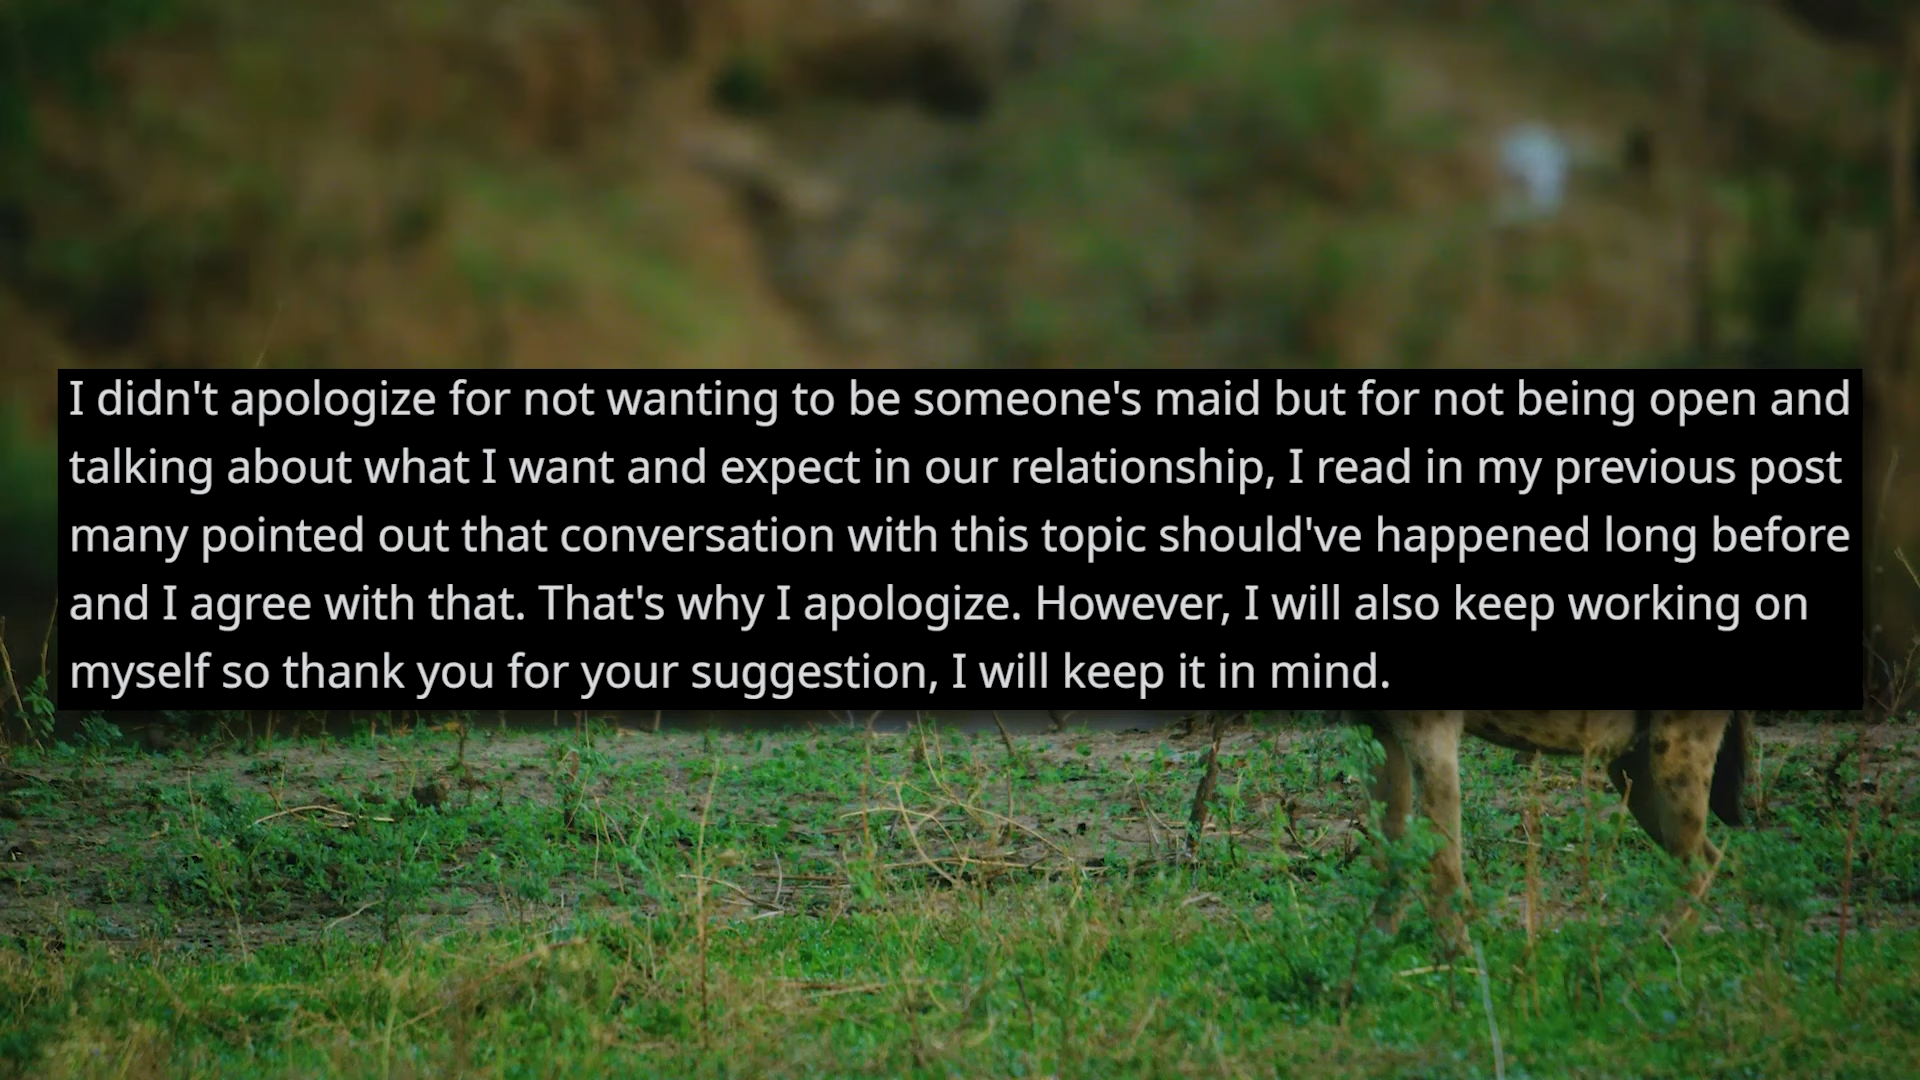 I didn't apologize for not wanting to be someone's maid but for not being open and
talking about what I want and expect in our relationship, I read in my previous post
many pointed out that conversation with this topic should've happened long before
and I agree with that. That's why I apologize. However, I will also keep working on
myself so thank you for your suggestion, I will keep it in mind.